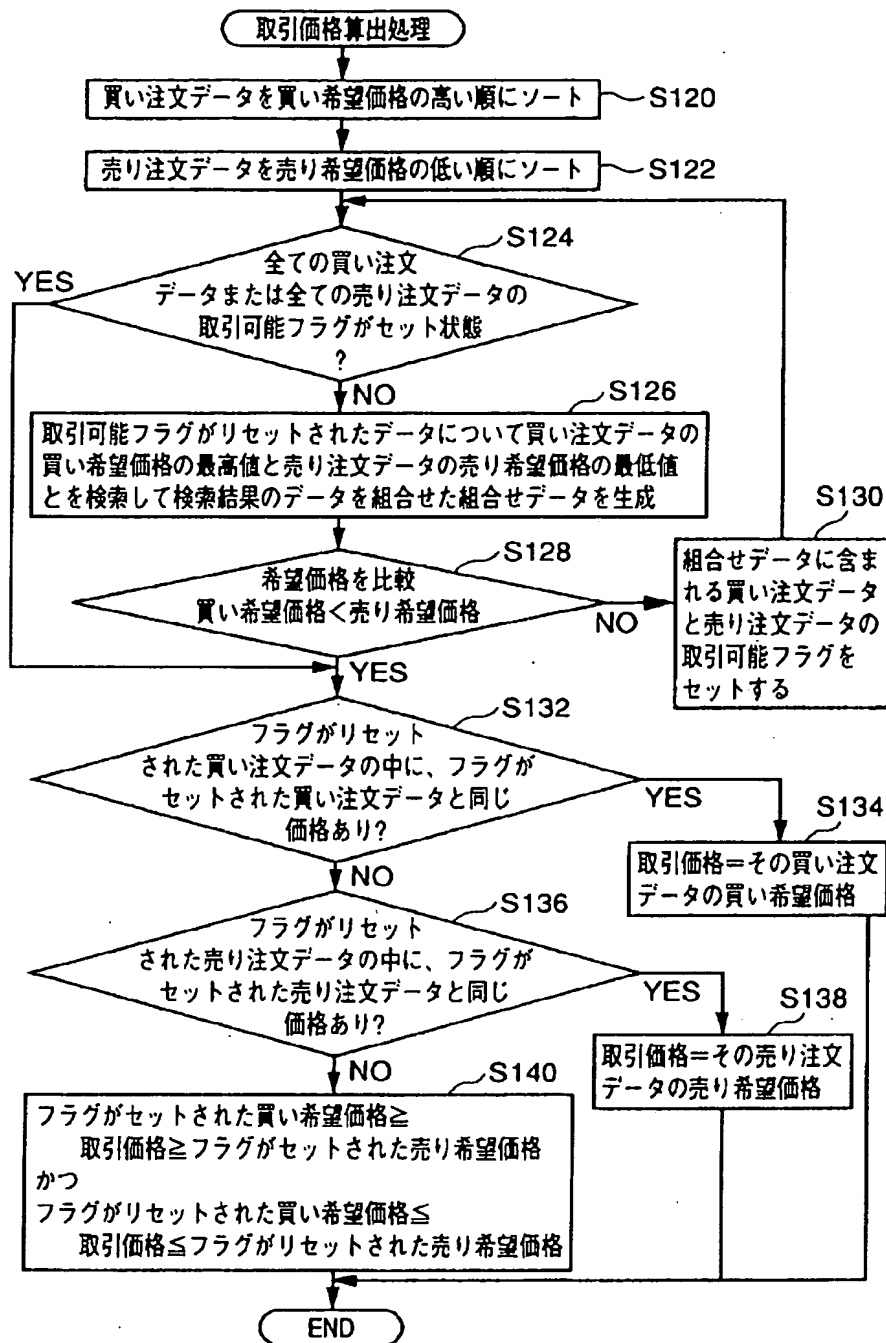 取引価格算出処理
買い注文データを買い希望価格の高い順にソート
S120
売り注文データを売り希望価格の低い順にソート
S122
S124
全ての買い注文
データまたは全ての売り注文データの
取引可能フラグがセット状態
?
YES
NO
S126
取引可能フラグがリセットされたデータについて買い注文データの
買い希望価格の最高値と売り注文データの売り希望価格の最低値
とを検索して検索結果のデータを組合せた組合せデータを生成
S128
希望価格を比較
買い希望価格<売り希望価格
NO
YES
S130
組合せデータに含ま
れる買い注文データ
と売り注文データの
取引可能フラグを
セットする
S132
フラグがリセット
された買い注文データの中に、フラグが
セットされた買い注文データと同じ
価格あり?
YES
NO
S134
取引価格=その買い注文
データの買い希望価格
S136
フラグがリセット
された売り注文データの中に、フラグが
セットされた売り注文データと同じ
価格あり?
YES
NO
S138
取引価格=その売り注文
データの売り希望価格
S140
フラグがセットされた買い希望価格≧
取引価格≧フラグがセットされた売り希望価格
かつ
フラグがリセットされた買い希望価格≦
取引価格≦フラグがリセットされた売り希望価格
END